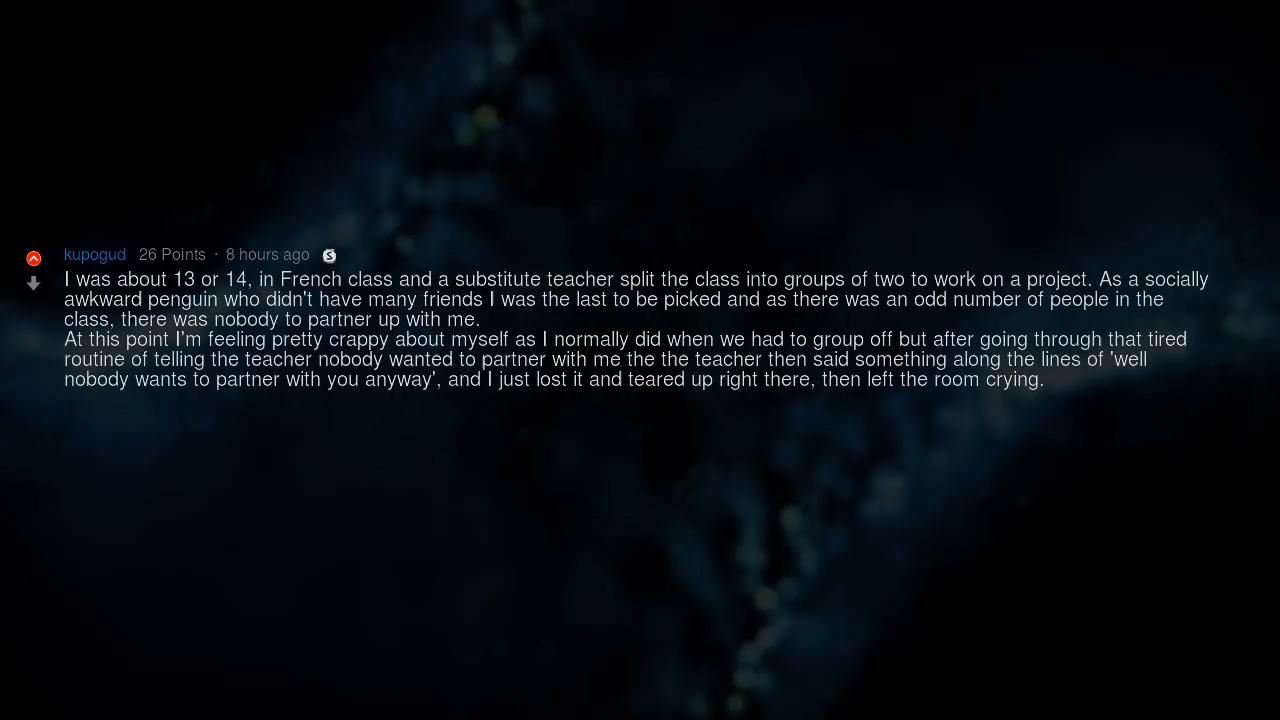 kupogud 26 Points · 8 hours ago
I was about 13 or 14, in French class and a substitute teacher split the class into groups of two to work on a project. As a socially
awkward penguin who didn't have many friends I was the last to be picked and as there was an odd number of people in the
class, there was nobody to partner up with me.
At this point I'm feeling pretty crappy about myself as I normally did when we had to group off but after going through that tired
routine of telling the teacher nobody wanted to partner with me the the teacher then said something along the lines of 'well
nobody wants to partner with you anyway', and I just lost it and teared up right there, then left the room crying.